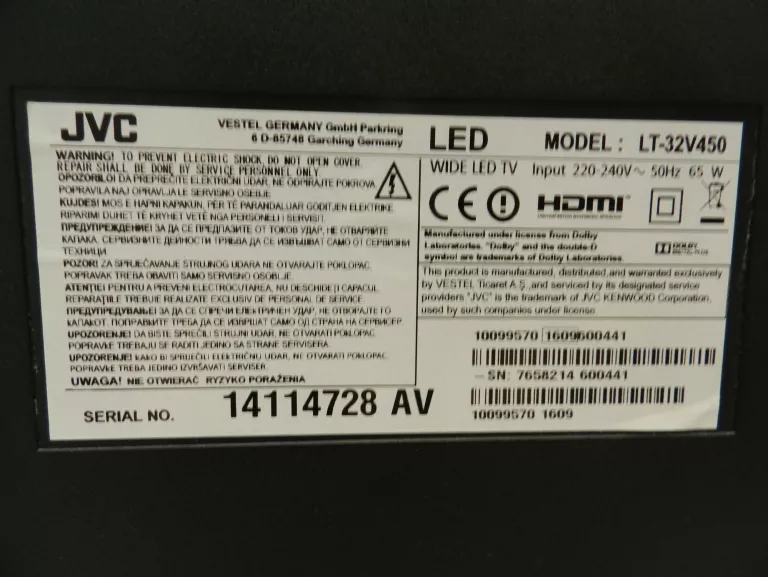 JVC
VESTEL GERMANY GmbH Parkring
6 D-85748 Garching Germany
LED
MODEL : LT-32V450
WARNING! TO PREVENT ELECTRIC SHOCK DO NOT OPEN COVER
REPAIR SHALL BE DONE BY SERVICE PERSONNEL ONLY
OPOZORILO! DA PREPREČITE ELEKTRIČNI UDAR, NE ODPIRAJTE POKROVA.
POPRAVILA NAJ OPRAVLJA LE SERVISNO OSEBJE.
KUJDES! MOS E HAPNI KAPAKUN, PËR TË PARANDALUAR GODITJEN ELEKTRIKE
RIPARIMI DUHET TË KRYHET VETË NGA PERSONELI I SERVISIT.
ПРЕДУПРЕЖДЕНИЕ! ЗА ДА СЕ ПРЕДПАЗИТЕ ОТ ТОКОВ УДАР, НЕ ОТВАРЯЙТЕ
КАПАКА. СЕРВИЗНИТЕ ДЕЙНОСТИ ТРЯБВА ДА СЕ ИЗВЪРШВАТ САМО ОТ СЕРВИЗНИ
ТЕХНИЦИ
POZOR! ZA SPRJEČAVANJE STRUJNOG UDARA NE OTVARAJTE POKLOPAC.
POPRAVAK TREBA OBAVITI SAMO SERVISNO OSOBLJE.
ATENŢIE! PENTRU A PREVENI ELECTROCUTAREA, NU DESCHIDEŢI CAPACUL.
REPARAŢIILE TREBUIE REALIZATE EXCLUSIV DE PERSONAL DE SERVICE.
ПРЕДУПРЕДУВАЊЕ! ЗА ДА СЕ СПРЕЧИ ЕЛЕКТРИЧЕН УДАР, НЕ ОТВОРАЈТЕ ГО
КАПАКОТ. ПОПРАВКИТЕ ТРЕБА ДА СЕ ИЗВРШАТ САМО ОД СТРАНА НА СЕРВИСЕР.
UPOZORENJE! DA BISTE SPREČILI STRUJNI UDAR, NE OTVARATI POKLOPAC.
POPRAVKE TREBAJU SE RADITI JEDINO SA STRANE SERVISERA.
UPOZORENJE! KAKO BI SPRIJEČILI ELEKTRIČNU UDAR, NE OTVARAJTE POKLOPAC.
POPRAVKE TREBA JEDINO IZVRŠAVATI SERVISER.
UWAGA! NIE OTWIERAĆ RYZYKO PORAŻENIA
SERIAL NO. 14114728 AV
WIDE LED TV Input 220-240V~ 50Hz 65 W
CE HDMI
Manufactured under license from Dolby
Laboratories. "Dolby" and the double-D
symbol are trademarks of Dolby Laboratories.
DOLBY
DIGITAL PLUS
This product is manufactured, distributed, and warranted exclusively
by VESTEL Ticaret A.Ş, and serviced by its designated service
providers "JVC" is the trademark of JVC KENWOOD Corporation,
used by such companies under license.
10099570 1609600441
-SN: 7658214 600441
10099570 1609